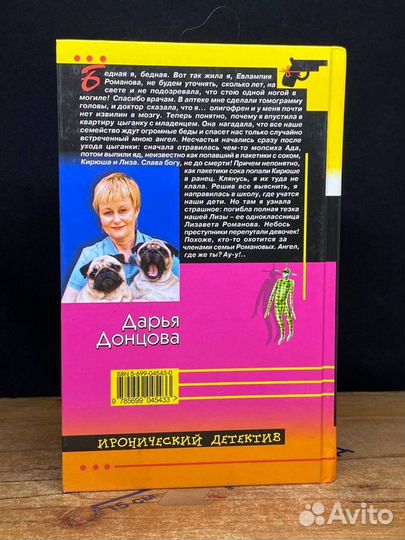 Бедная я, бедная. Вот так жила я, Евлампия
Романова, не будем уточнять, сколько лет, на
свете и не подозревала, что стою одной ногой в
могиле! Спасибо врачам. В аптеке мне сделали томограмму
головы, и доктор сказала, что я... олигофрен и у меня почти
нет извилин в мозгу. Теперь понятно, почему я впустила в
квартиру цыганку с младенцем. Она нагадала, что все наше
семейство ждут огромные беды и спасет нас только случайно
встреченный мною ангел. Несчастья начались сразу после
ухода цыганки: сначала отравилась чем-то мопсиха Ада,
потом выпили яд, неизвестно как попавший в пакетики с соком,
Кирюша и Лиза. Слава богу, не до смерти! Причем непонятно,
как пакетики сока попали Кирюше
в ранец. Клянусь, я их туда не
клала. Решив все выяснить, я
направилась в школу, где учатся
наши дети. Но там я узнала
страшное: погибла полная тезка
нашей Лизы – ее одноклассница
Лизавета Романова. Небось
преступники перепутали девочек!
Похоже, кто-то охотится за
членами семьи Романовых. Ангел,
где же ты? Ау-у!..
Дарья
Донцова
ISBN 5-699-04543-0
9 785699 045433 >
ИРОНИЧЕСКИЙ ДЕТЕКТИВ
15 см
Avito